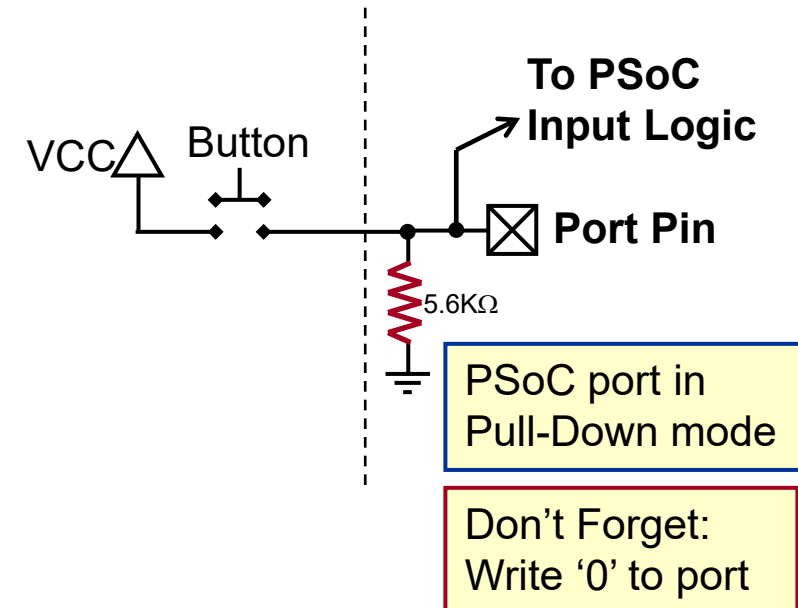 To PSoC
Input Logic
VCC
Button
Port Pin
5.6KΩ
PSoC port in
Pull-Down mode
Don’t Forget:
Write ‘0’ to port